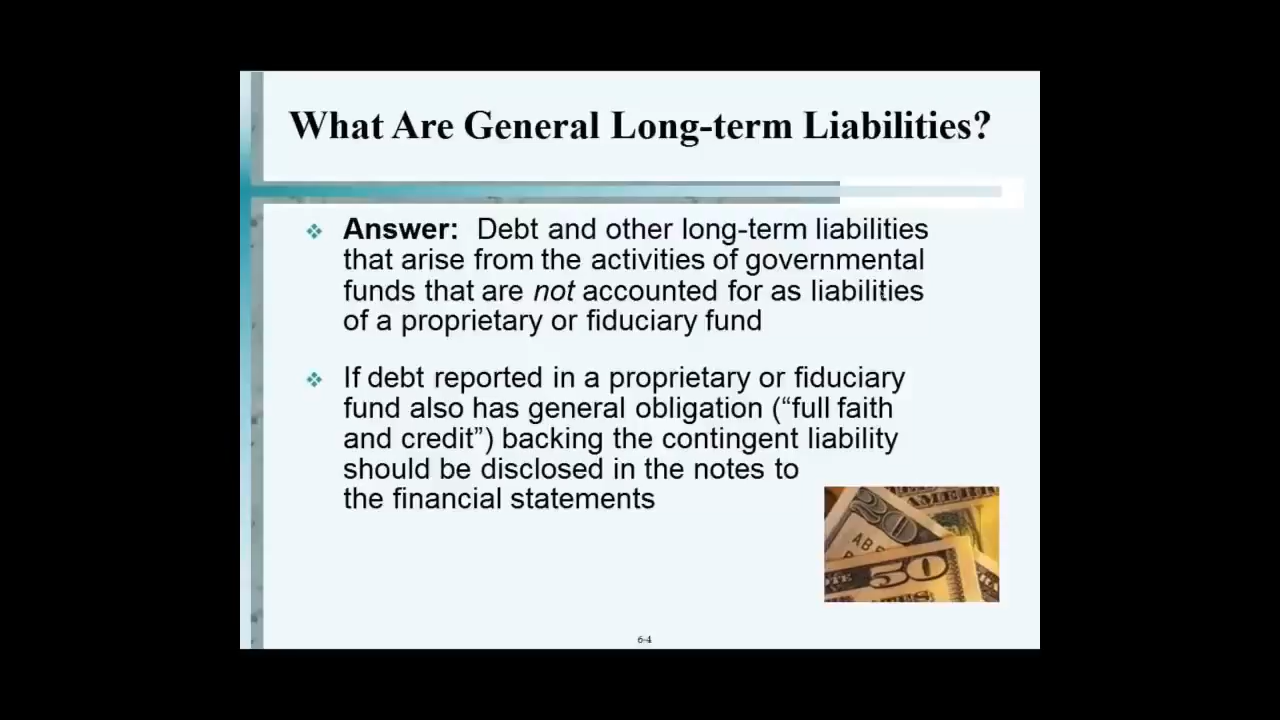 What Are General Long-term Liabilities?
Answer: Debt and other long-term liabilities
that arise from the activities of governmental
funds that are not accounted for as liabilities
of a proprietary or fiduciary fund
If debt reported in a proprietary or fiduciary
fund also has general obligation (“full faith
and credit”) backing the contingent liability
should be disclosed in the notes to
the financial statements
20
50
6-4